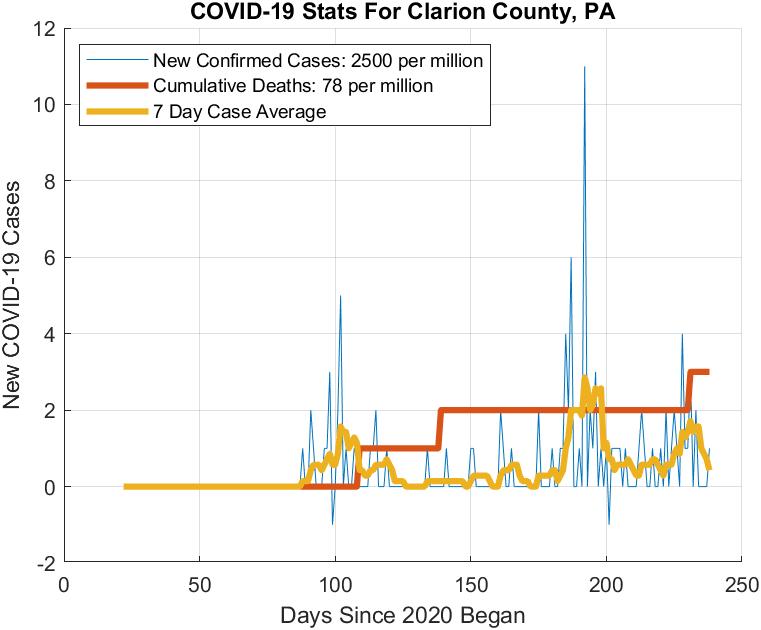 COVID-19 Stats For Clarion County, PA
New Confirmed Cases: 2500 per million
Cumulative Deaths: 78 per million
7 Day Case Average
New COVID-19 Cases
12
10
8
6
4
2
0
-2
0 50 100 150 200 250
Days Since 2020 Began